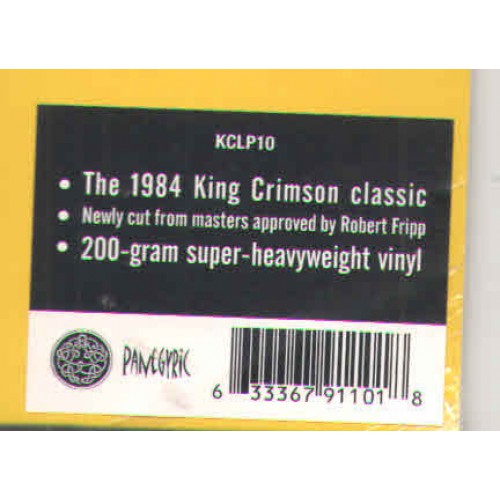 KCLP10
• The 1984 King Crimson classic
• Newly cut from masters approved by Robert Fripp
• 200-gram super-heavyweight vinyl
PANEGYRIC
6 33367 91101 8